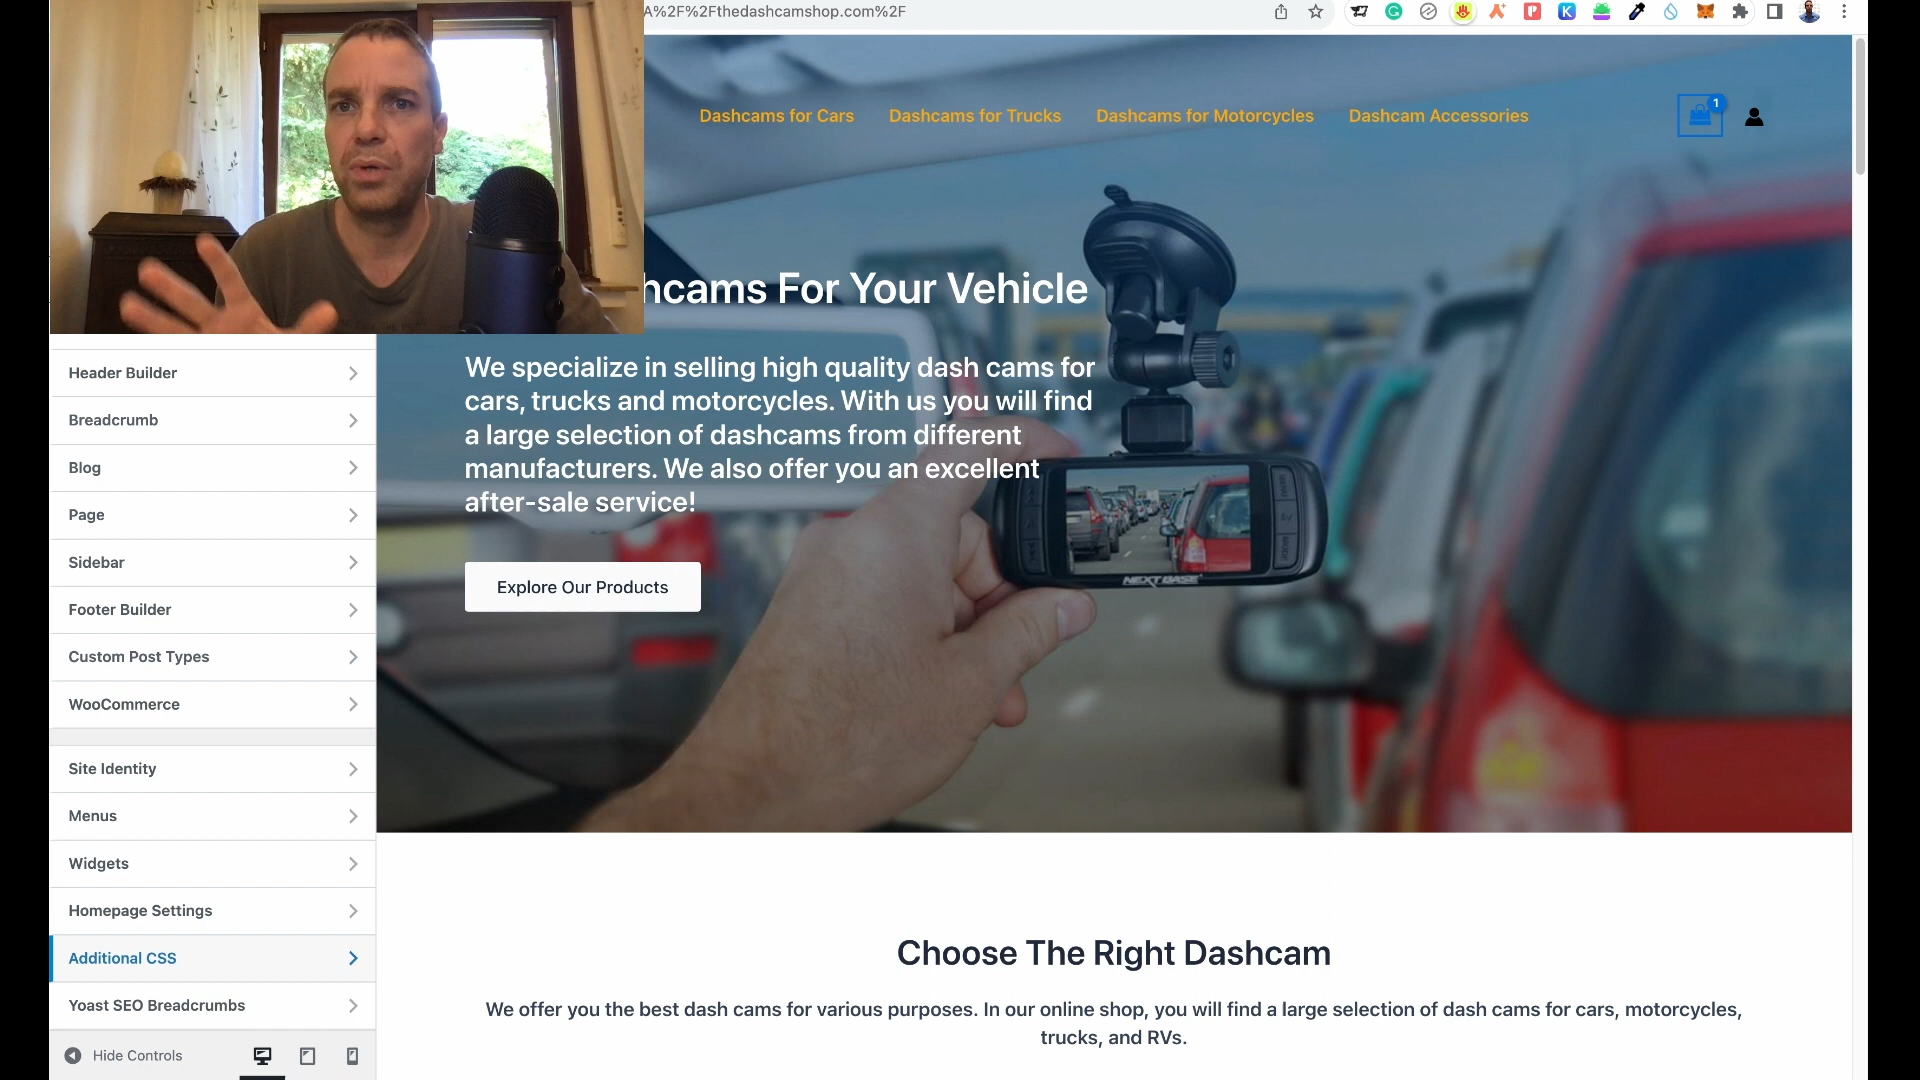 A%2F%2Fthedashcamshop.com%2F
Dashcams for Cars
Dashcams for Trucks
Dashcams for Motorcycles
Dashcam Accessories
1
hcams For Your Vehicle
We specialize in selling high quality dash cams for
cars, trucks and motorcycles. With us you will find
a large selection of dashcams from different
manufacturers. We also offer you an excellent
after-sale service!
Explore Our Products
NEXTBASE
Header Builder
Breadcrumb
Blog
Page
Sidebar
Footer Builder
Custom Post Types
WooCommerce
Site Identity
Menus
Widgets
Homepage Settings
Additional CSS
Yoast SEO Breadcrumbs
Hide Controls
Choose The Right Dashcam
We offer you the best dash cams for various purposes. In our online shop, you will find a large selection of dash cams for cars, motorcycles,
trucks, and RVs.